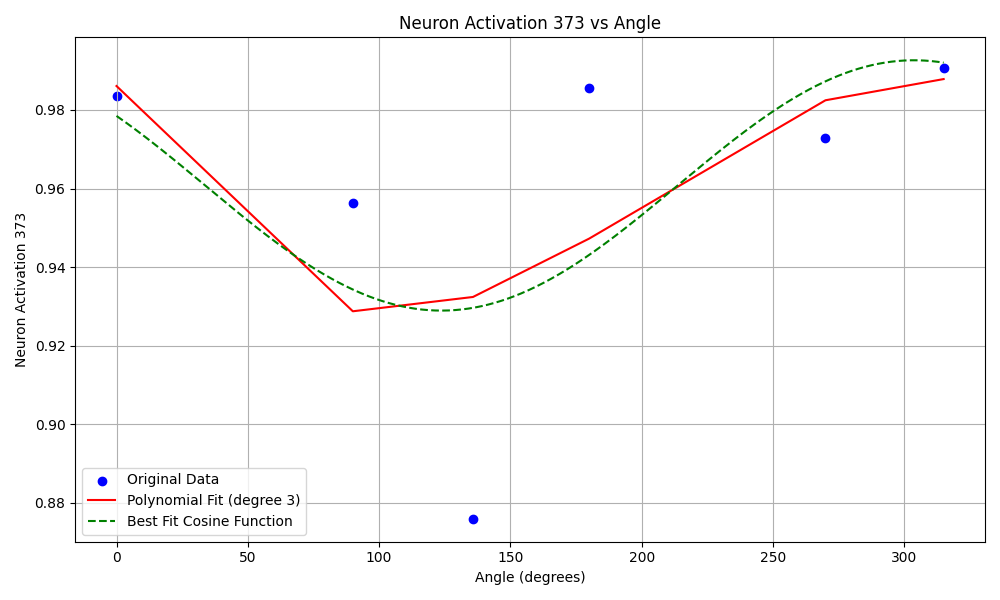 Neuron Activation 373 vs Angle
Neuron Activation 373
0.98
0.96
0.94
0.92
0.90
0.88
Original Data
Polynomial Fit (degree 3)
Best Fit Cosine Function
0
50
100
150
200
250
300
Angle (degrees)